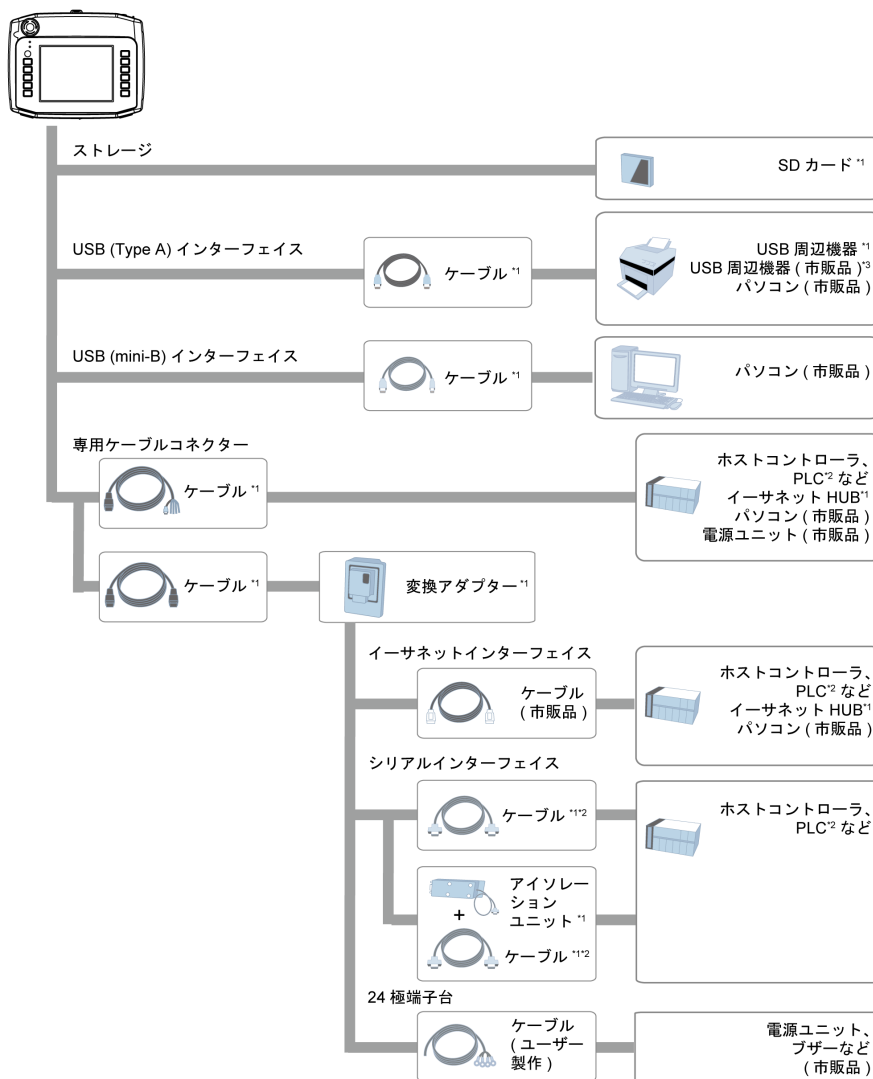 ストレージ
SD カード *1
USB (Type A) インターフェイス
ケーブル *1
USB 周辺機器 *1
USB 周辺機器 ( 市販品 )*3
パソコン ( 市販品 )
USB (mini-B) インターフェイス
ケーブル *1
パソコン ( 市販品 )
専用ケーブルコネクター
ケーブル *1
ホストコントローラ、
PLC*2 など
イーサネット HUB*1
パソコン ( 市販品 )
電源ユニット ( 市販品 )
ケーブル *1
変換アダプター*1
イーサネットインターフェイス
ケーブル
( 市販品 )
ホストコントローラ、
PLC*2 など
イーサネット HUB*1
パソコン ( 市販品 )
シリアルインターフェイス
ケーブル *1*2
ホストコントローラ、
PLC*2 など
アイソレー
ション
ユニット *1
+
ケーブル *1*2
24 極端子台
ケーブル
( ユーザー
製作 )
電源ユニット、
ブザーなど
( 市販品 )